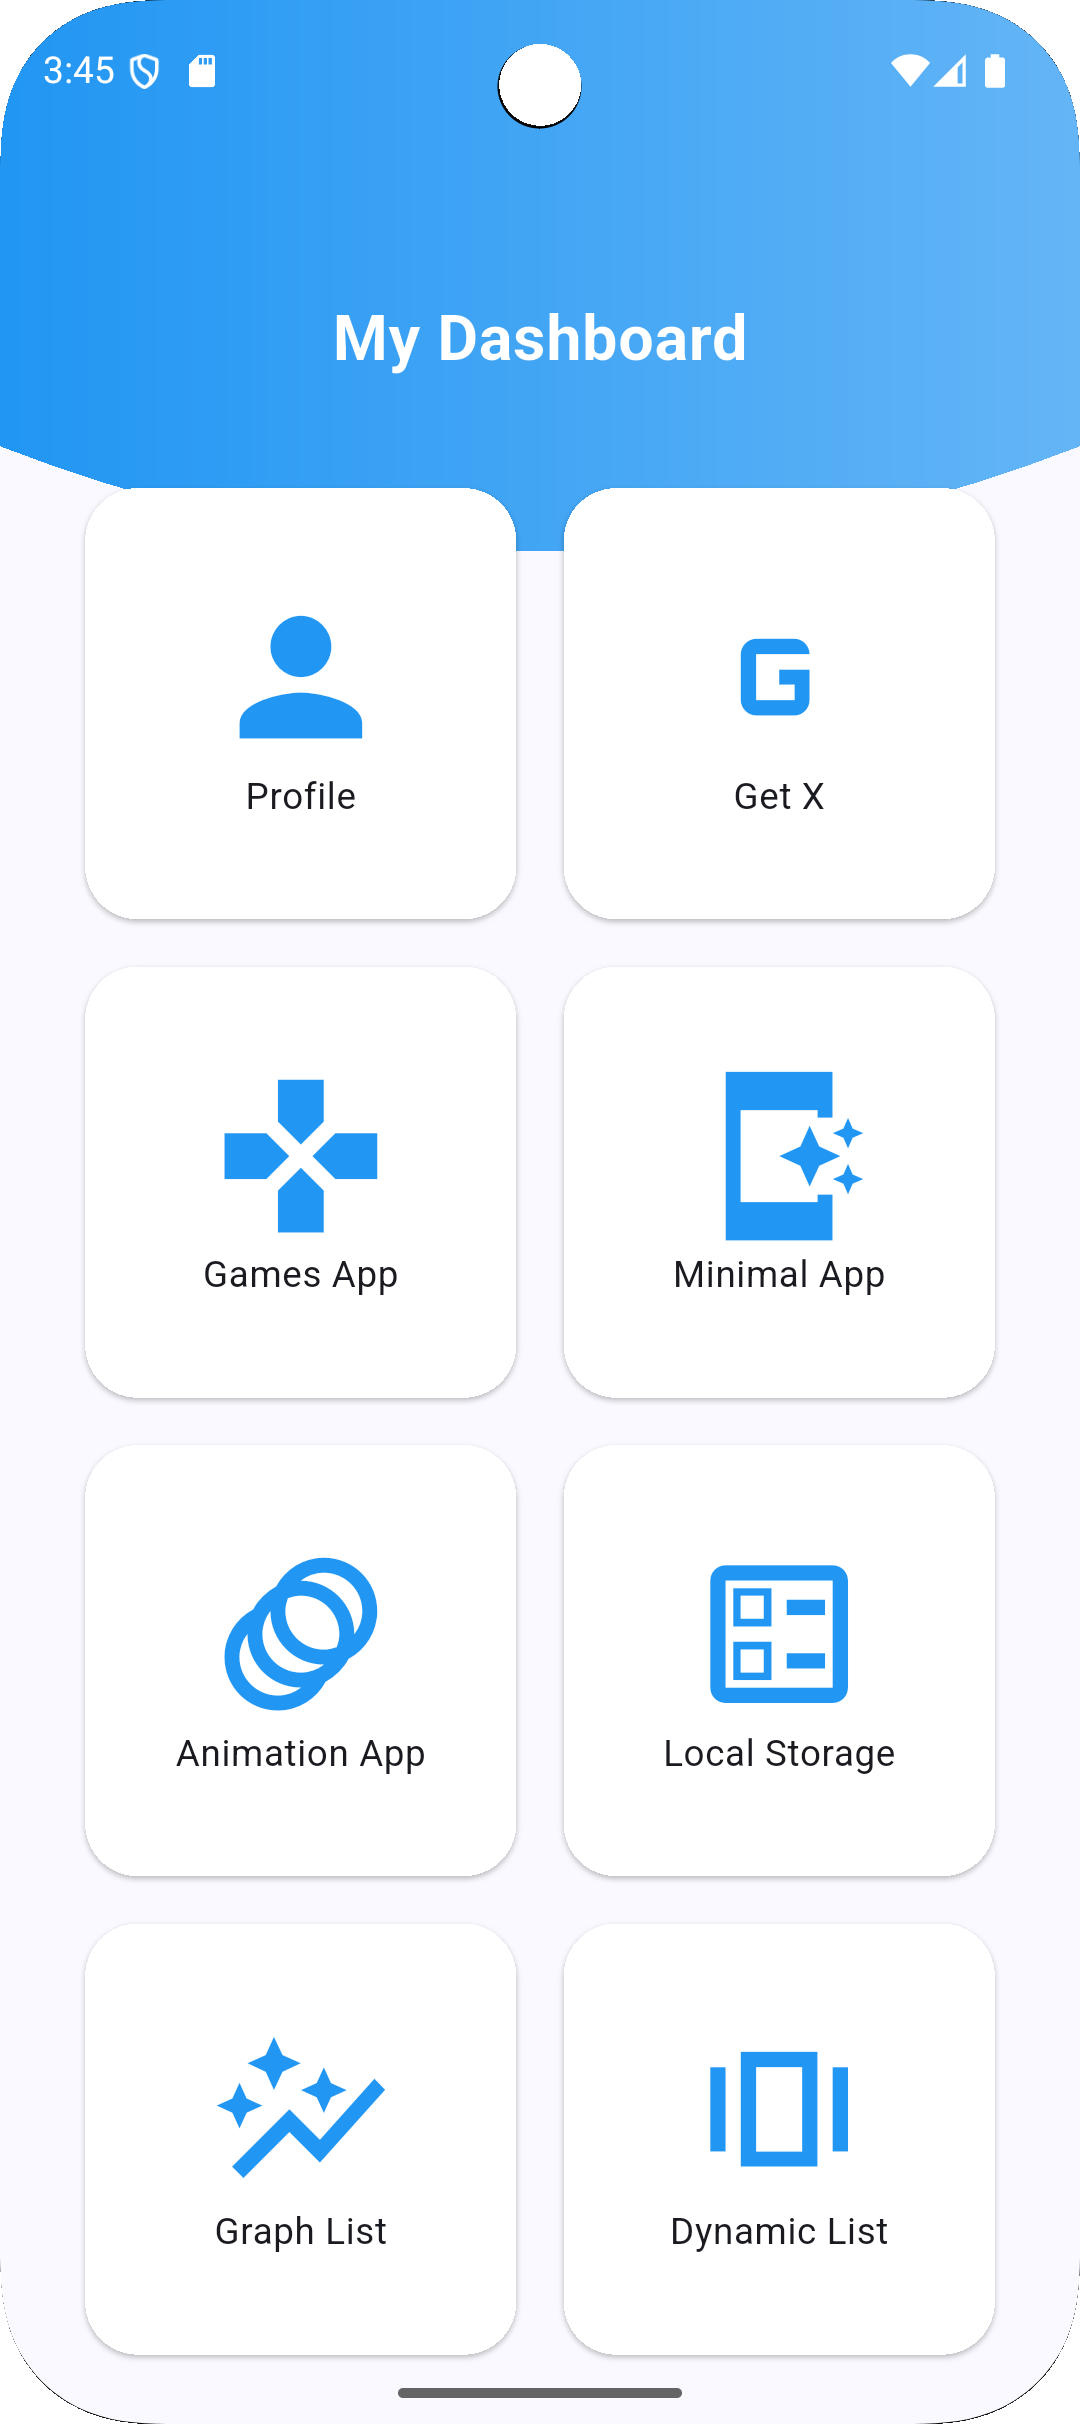 3:45
My Dashboard
Profile
Get X
Games App
Minimal App
Animation App
Local Storage
Graph List
Dynamic List